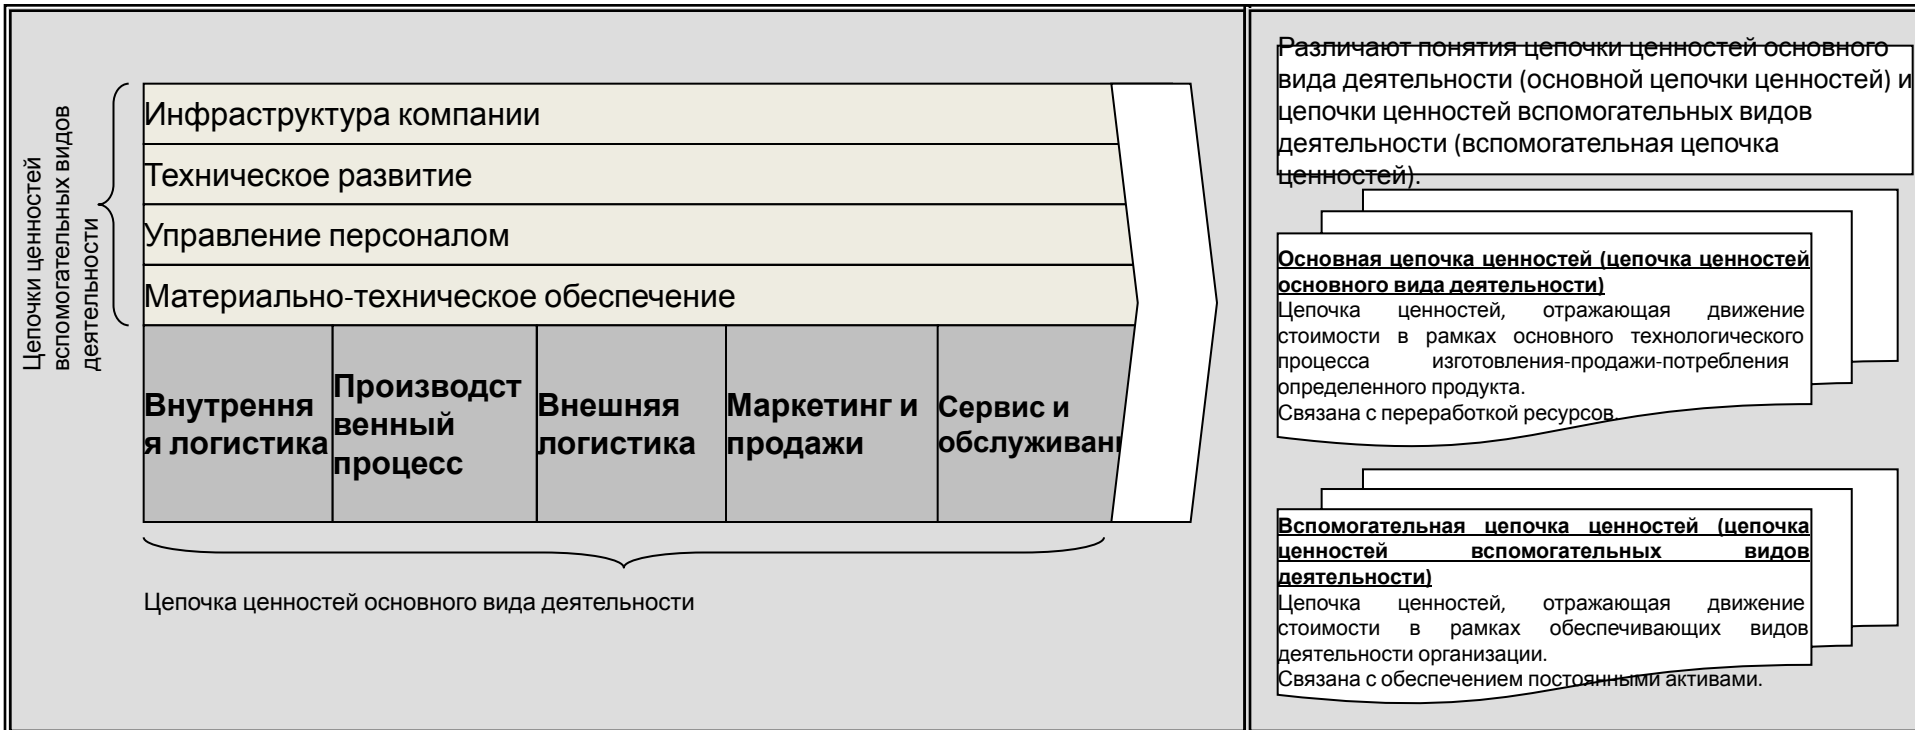 Цепочки ценностей
вспомогательных видов
деятельности
Инфраструктура компании
Техническое развитие
Управление персоналом
Материально-техническое обеспечение
Внутрення
я логистика
Производст
венный
процесс
Внешняя
логистика
Маркетинг и
продажи
Сервис и
обслуживан
Цепочка ценностей основного вида деятельности
Различают понятия цепочки ценностей основного
вида деятельности (основной цепочки ценностей) и
цепочки ценностей вспомогательных видов
деятельности (вспомогательная цепочка
ценностей).
Основная цепочка ценностей (цепочка ценностей
основного вида деятельности)
Цепочка ценностей, отражающая движение
стоимости в рамках основного технологического
процесса изготовления-продажи-потребления
определенного продукта.
Связана с переработкой ресурсов.
Вспомогательная цепочка ценностей (цепочка
ценностей вспомогательных видов
деятельности)
Цепочка ценностей, отражающая движение
стоимости в рамках обеспечивающих видов
деятельности организации.
Связана с обеспечением постоянными активами.